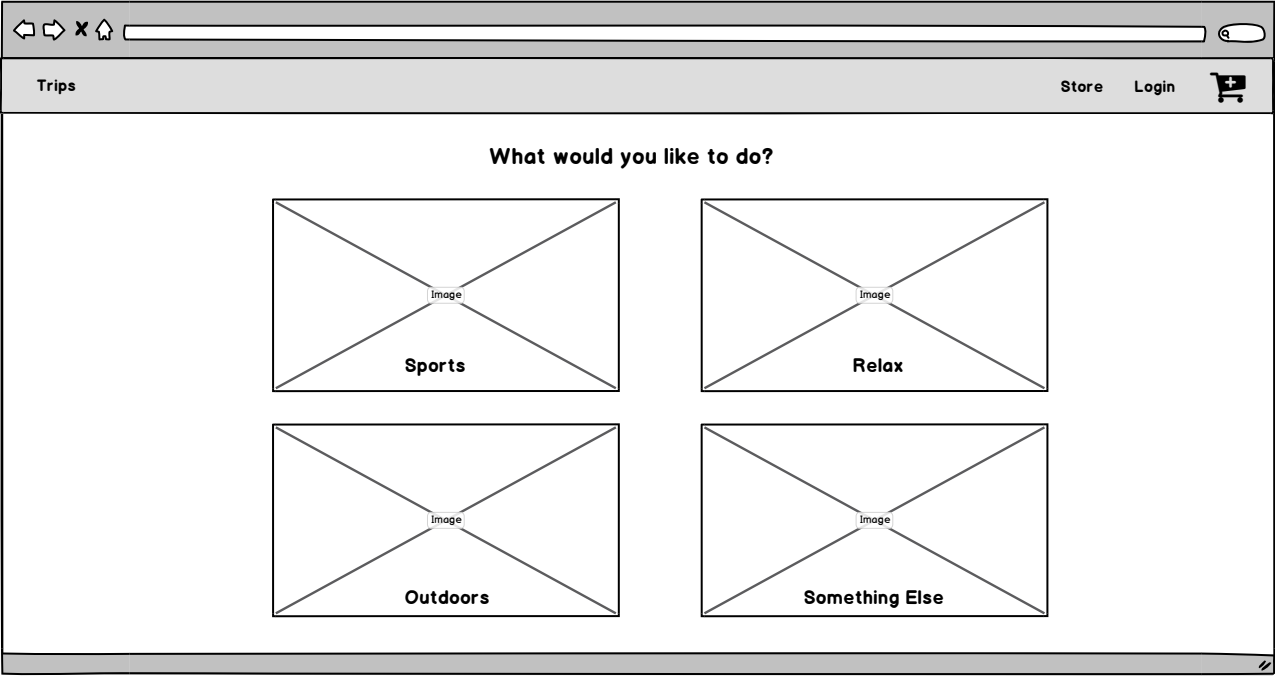 Trips
Store
Login
What would you like to do?
Image
Sports
Image
Relax
Image
Outdoors
Image
Something Else